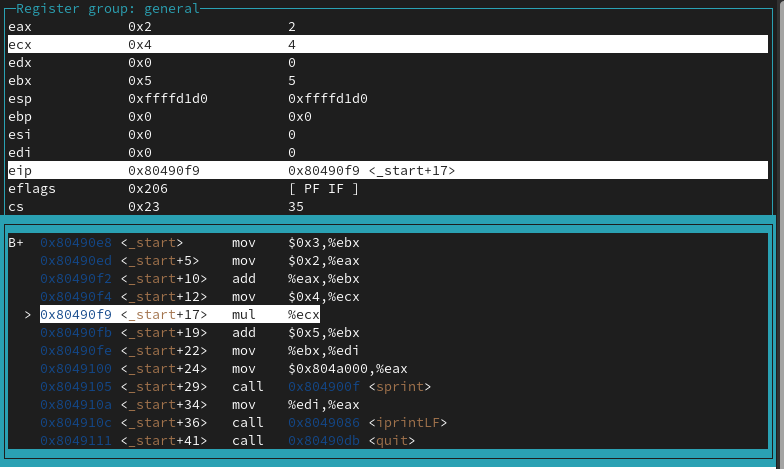 Register group: general
eax 0x2 2
ecx 0x4 4
edx 0x0 0
ebx 0x5 5
esp 0xffffd1d0 0xffffd1d0
ebp 0x0 0x0
esi 0x0 0
edi 0x0 0
eip 0x80490f9 0x80490f9 <_start+17>
eflags 0x206 [ PF IF ]
cs 0x23 35
B+ 0x80490e8 <_start> mov $0x3,%ebx
0x80490ed <_start+5> mov $0x2,%eax
0x80490f2 <_start+10> add %eax,%ebx
0x80490f4 <_start+12> mov $0x4,%ecx
> 0x80490f9 <_start+17> mul %ecx
0x80490fb <_start+19> add $0x5,%ebx
0x80490fe <_start+22> mov %ebx,%edi
0x8049100 <_start+24> mov $0x804a000,%eax
0x8049105 <_start+29> call 0x804900f <sprint>
0x804910a <_start+34> mov %edi,%eax
0x804910c <_start+36> call 0x8049086 <iprintLF>
0x8049111 <_start+41> call 0x80490db <quit>